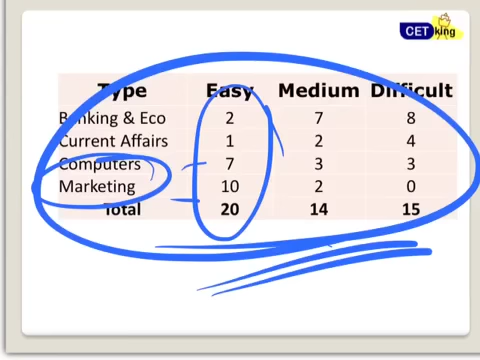 CET king
Type Easy Medium Difficult
Banking & Eco 2 7 8
Current Affairs 1 2 4
Computers 7 3 3
Marketing 10 2 0
Total 20 14 15